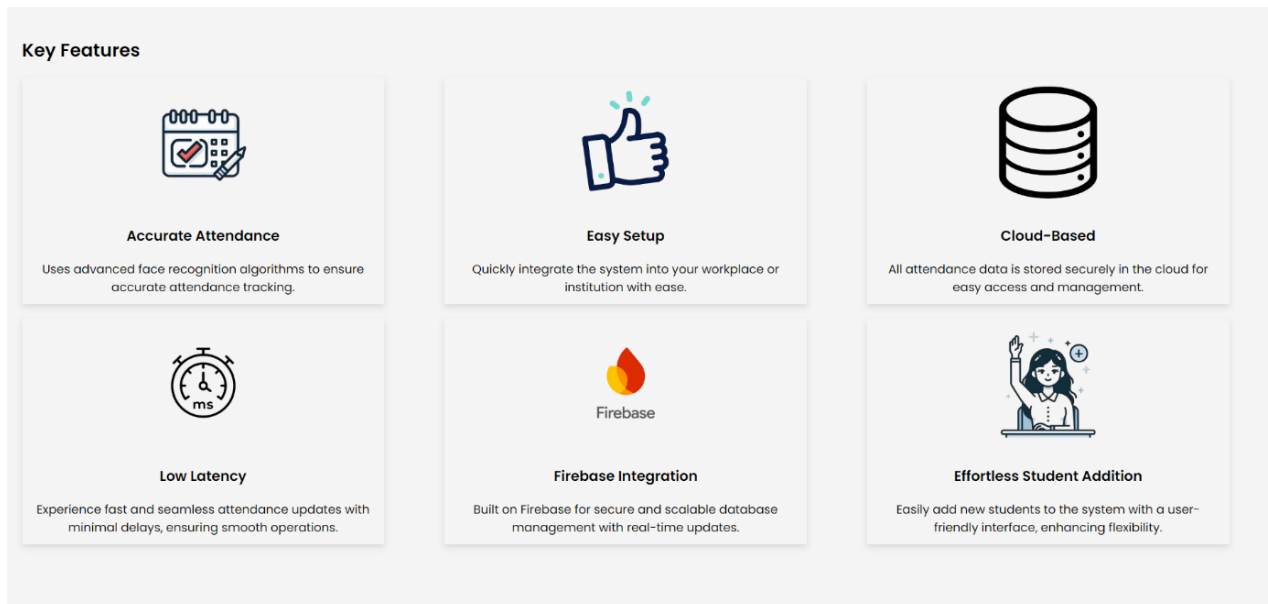 Key Features
Accurate Attendance
Uses advanced face recognition algorithms to ensure
accurate attendance tracking.
Easy Setup
Quickly integrate the system into your workplace or
institution with ease.
Cloud-Based
All attendance data is stored securely in the cloud for
easy access and management.
ms
Low Latency
Experience fast and seamless attendance updates with
minimal delays, ensuring smooth operations.
Firebase
Firebase Integration
Built on Firebase for secure and scalable database
management with real-time updates.
Effortless Student Addition
Easily add new students to the system with a user-
friendly interface, enhancing flexibility.